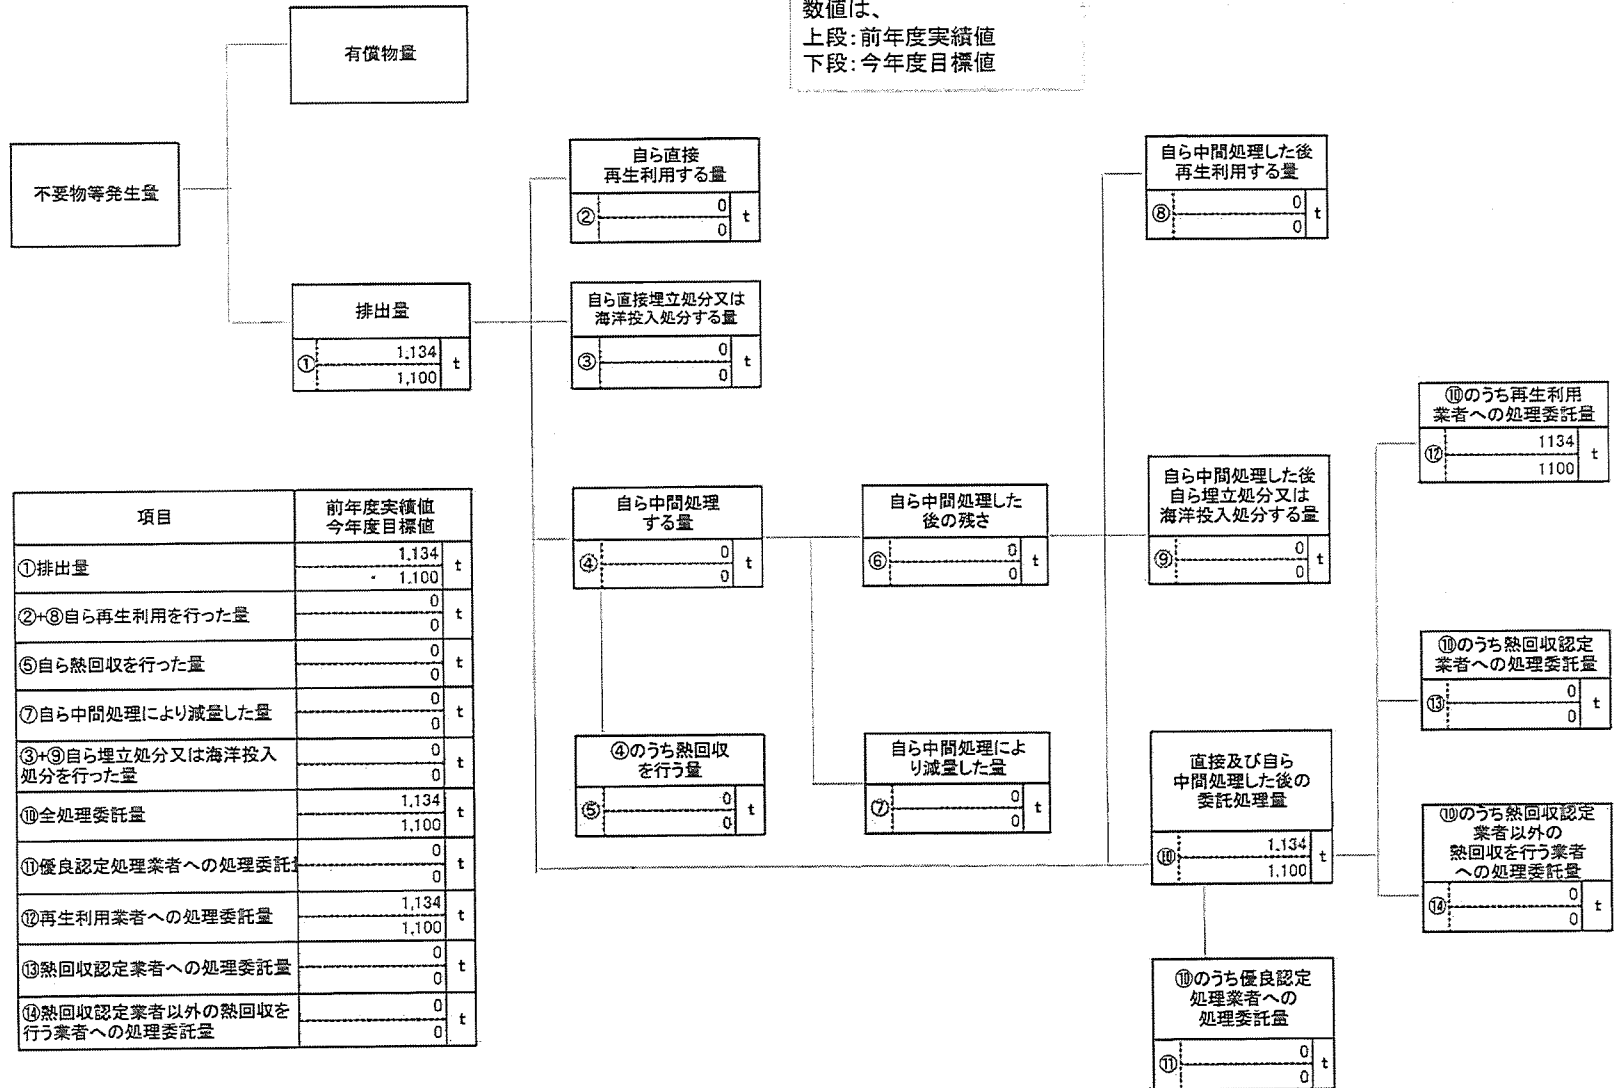 数値は、
上段:前年度実績値
下段:今年度目標値
有償物量
不要物等発生量
排出量
①
1,134
1,100
t
自ら直接
再生利用する量
②
0
0
t
自ら直接埋立処分又は
海洋投入処分する量
③
0
0
t
自ら中間処理
する量
④
0
0
t
④のうち熱回収
を行う量
⑤
0
0
t
自ら中間処理した
後の残さ
⑥
0
0
t
自ら中間処理によ
り減量した量
⑦
0
0
t
自ら中間処理した後
再生利用する量
⑧
0
0
t
自ら中間処理した後
自ら埋立処分又は
海洋投入処分する量
⑨
0
0
t
直接及び自ら
中間処理した後の
委託処理量
⑩
1,134
1,100
t
⑩のうち優良認定
処理業者への
処理委託量
⑪
0
0
t
⑩のうち再生利用
業者への処理委託量
⑫
1134
1100
t
⑩のうち熱回収認定
業者への処理委託量
⑬
0
0
t
⑩のうち熱回収認定
業者以外の
熱回収を行う業者
への処理委託量
⑭
0
0
t
項目
前年度実績値
今年度目標値
①排出量
1,134
1,100
t
②+⑧自ら再生利用を行った量
0
0
t
⑤自ら熱回収を行った量
0
0
t
⑦自ら中間処理により減量した量
0
0
t
③+⑨自ら埋立処分又は海洋投入
処分を行った量
0
0
t
⑩全処理委託量
1,134
1,100
t
⑪優良認定処理業者への処理委託
0
0
t
⑫再生利用業者への処理委託量
1,134
1,100
t
⑬熱回収認定業者への処理委託量
0
0
t
⑭熱回収認定業者以外の熱回収を
行う業者への処理委託量
0
0
t